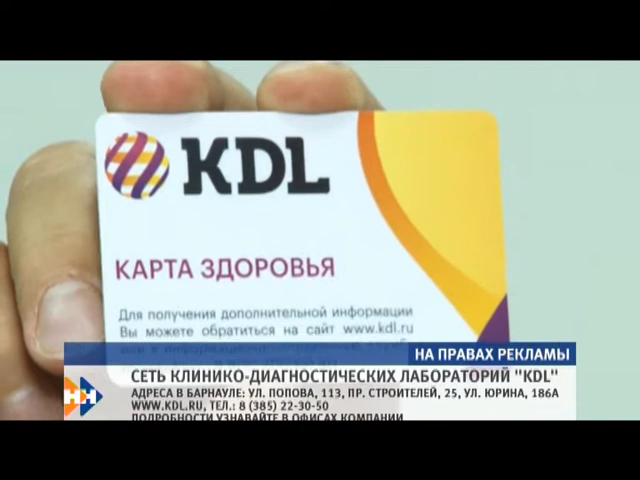 KDL
КАРТА ЗДОРОВЬЯ
Для получения дополнительной информации
Вы можете обратиться на сайт www.kdl.ru
НА ПРАВАХ РЕКЛАМЫ
СЕТЬ КЛИНИКО-ДИАГНОСТИЧЕСКИХ ЛАБОРАТОРИЙ "KDL"
АДРЕСА В БАРНАУЛЕ: УЛ. ПОПОВА, 113, ПР. СТРОИТЕЛЕЙ, 25, УЛ. ЮРИНА, 186А
WWW.KDL.RU, ТЕЛ.: 8 (385) 22-30-50
ПОДРОБНОСТИ УЗНАВАЙТЕ В ОФИСАХ КОМПАНИИ
НН